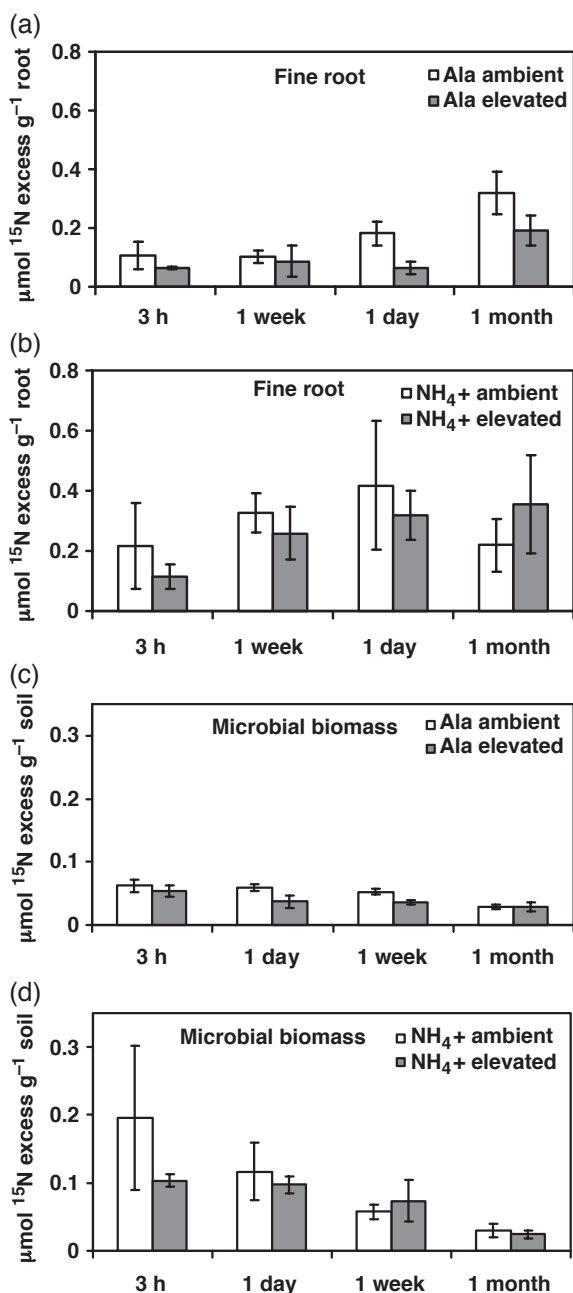 (a)
0.8
Fine root
Ala ambient
Ala elevated
0.6
0.4
0.2
0
μmol ¹⁵N excess g⁻¹ root
3 h 1 week 1 day 1 month
(b)
0.8
Fine root
NH₄+ ambient
NH₄+ elevated
0.6
0.4
0.2
0
μmol ¹⁵N excess g⁻¹ root
3 h 1 week 1 day 1 month
(c)
Microbial biomass
Ala ambient
Ala elevated
0.3
0.2
0.1
0
μmol ¹⁵N excess g⁻¹ soil
3 h 1 day 1 week 1 month
(d)
Microbial biomass
NH₄+ ambient
NH₄+ elevated
0.3
0.2
0.1
0
μmol ¹⁵N excess g⁻¹ soil
3 h 1 day 1 week 1 month